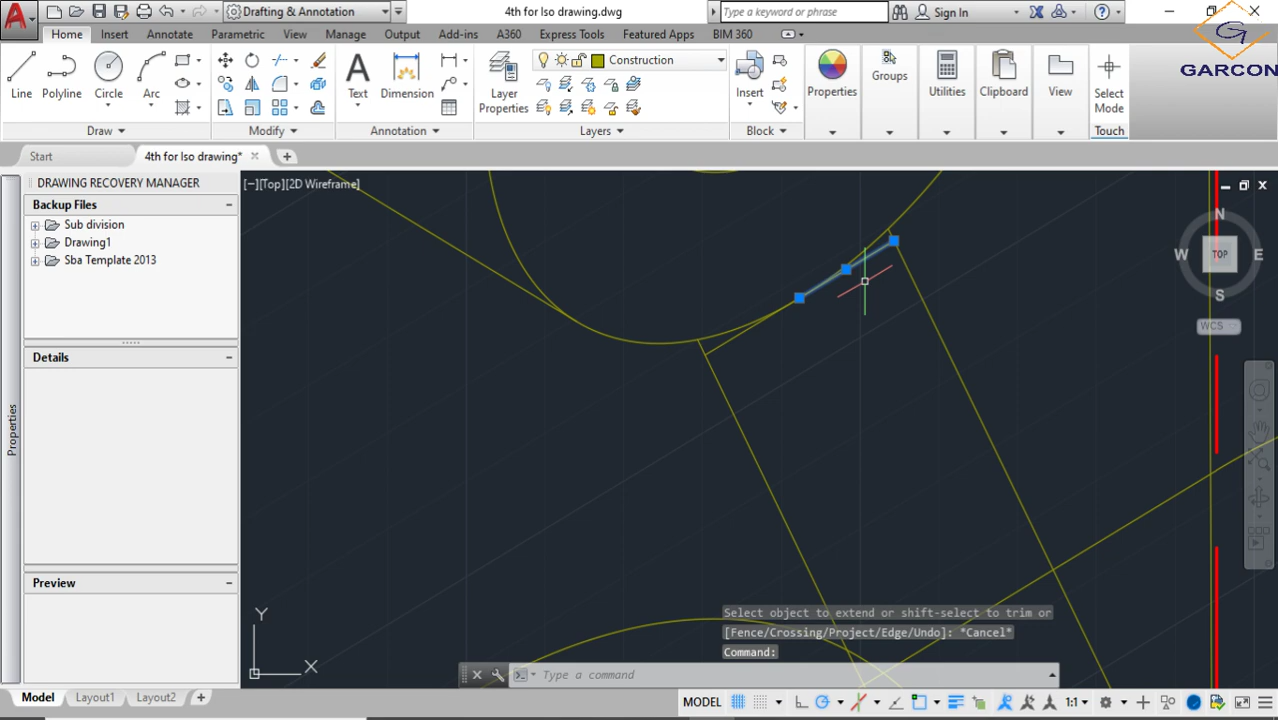 Drafting & Annotation
4th for Iso drawing.dwg
Type a keyword or phrase
Sign In
Home
Insert
Annotate
Parametric
View
Manage
Output
Add-ins
A360
Express Tools
Featured Apps
BIM 360
GARCON
Line
Polyline
Circle
Arc
Text
Dimension
Layer
Properties
Construction
Insert
Properties
Groups
Utilities
Clipboard
View
Select
Mode
Draw
Modify
Annotation
Layers
Block
Touch
Start
4th for Iso drawing*
DRAWING RECOVERY MANAGER
Backup Files
Sub division
Drawing1
Sba Template 2013
Details
Preview
Properties
[−][Top][2D Wireframe]
N
W
TOP
E
S
WCS
Y
X
Select object to extend or shift-select to trim or
[Fence/Crossing/Project/Edge/Undo]: *Cancel*
Command:
Type a command
Model
Layout1
Layout2
MODEL
1:1